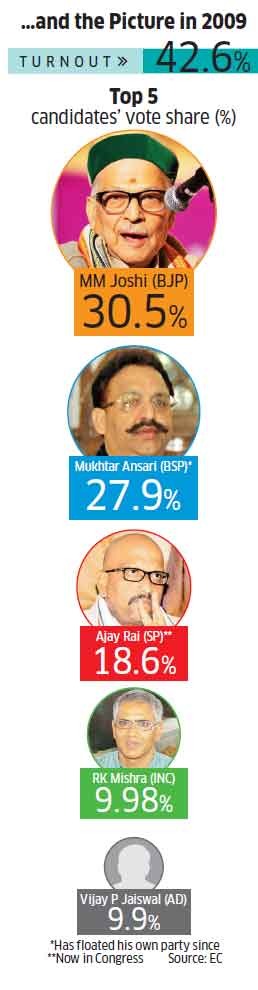 ...and the Picture in 2009
TURNOUT» 42.6%
Top 5
candidates' vote share (%)
MM Joshi (BJP)
30.5%
Mukhtar Ansari (BSP)*
27.9%
Ajay Rai (SP)**
18.6%
RK Mishra (INC)
9.98%
Vijay P Jaiswal (AD)
9.9%
*Has floated his own party since
**Now in Congress Source: EC